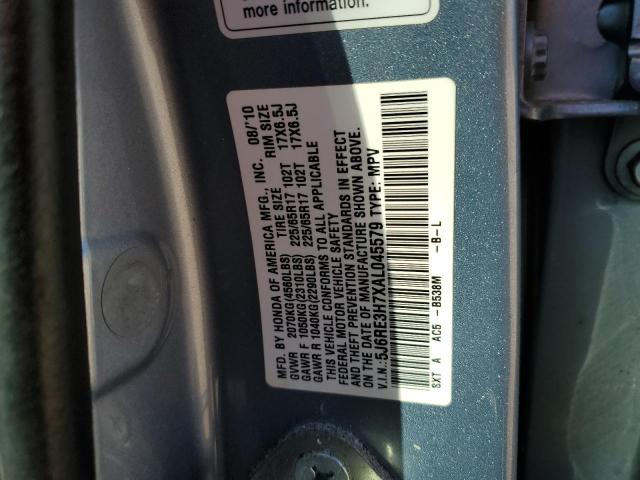 more information.
MFD. BY HONDA OF AMERICA MFG., INC. 08/'10
TIRE SIZE RIM SIZE
GVWR 2070KG(4560LBS)
GAWR F 1050KG(2310LBS) 225/65R17 102T 17X6.5J
GAWR R 1040KG(2290LBS) 225/65R17 102T 17X6.5J
THIS VEHICLE CONFORMS TO ALL APPLICABLE
FEDERAL MOTOR VEHICLE SAFETY
AND THEFT PREVENTION STANDARDS IN EFFECT
ON THE DATE OF MANUFACTURE SHOWN ABOVE.
V.I.N.:5J6RE3H7XAL045579 TYPE: MPV
SXT A AC5 -B538M -B-L